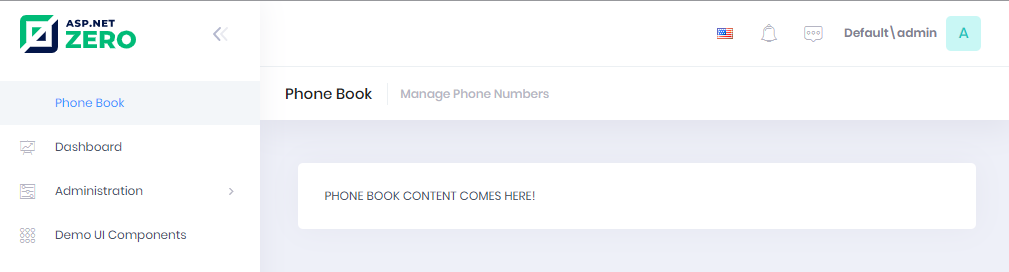 ASP.NET
ZERO
Default\admin
A
Phone Book
Manage Phone Numbers
Phone Book
Dashboard
Administration
Demo UI Components
PHONE BOOK CONTENT COMES HERE!